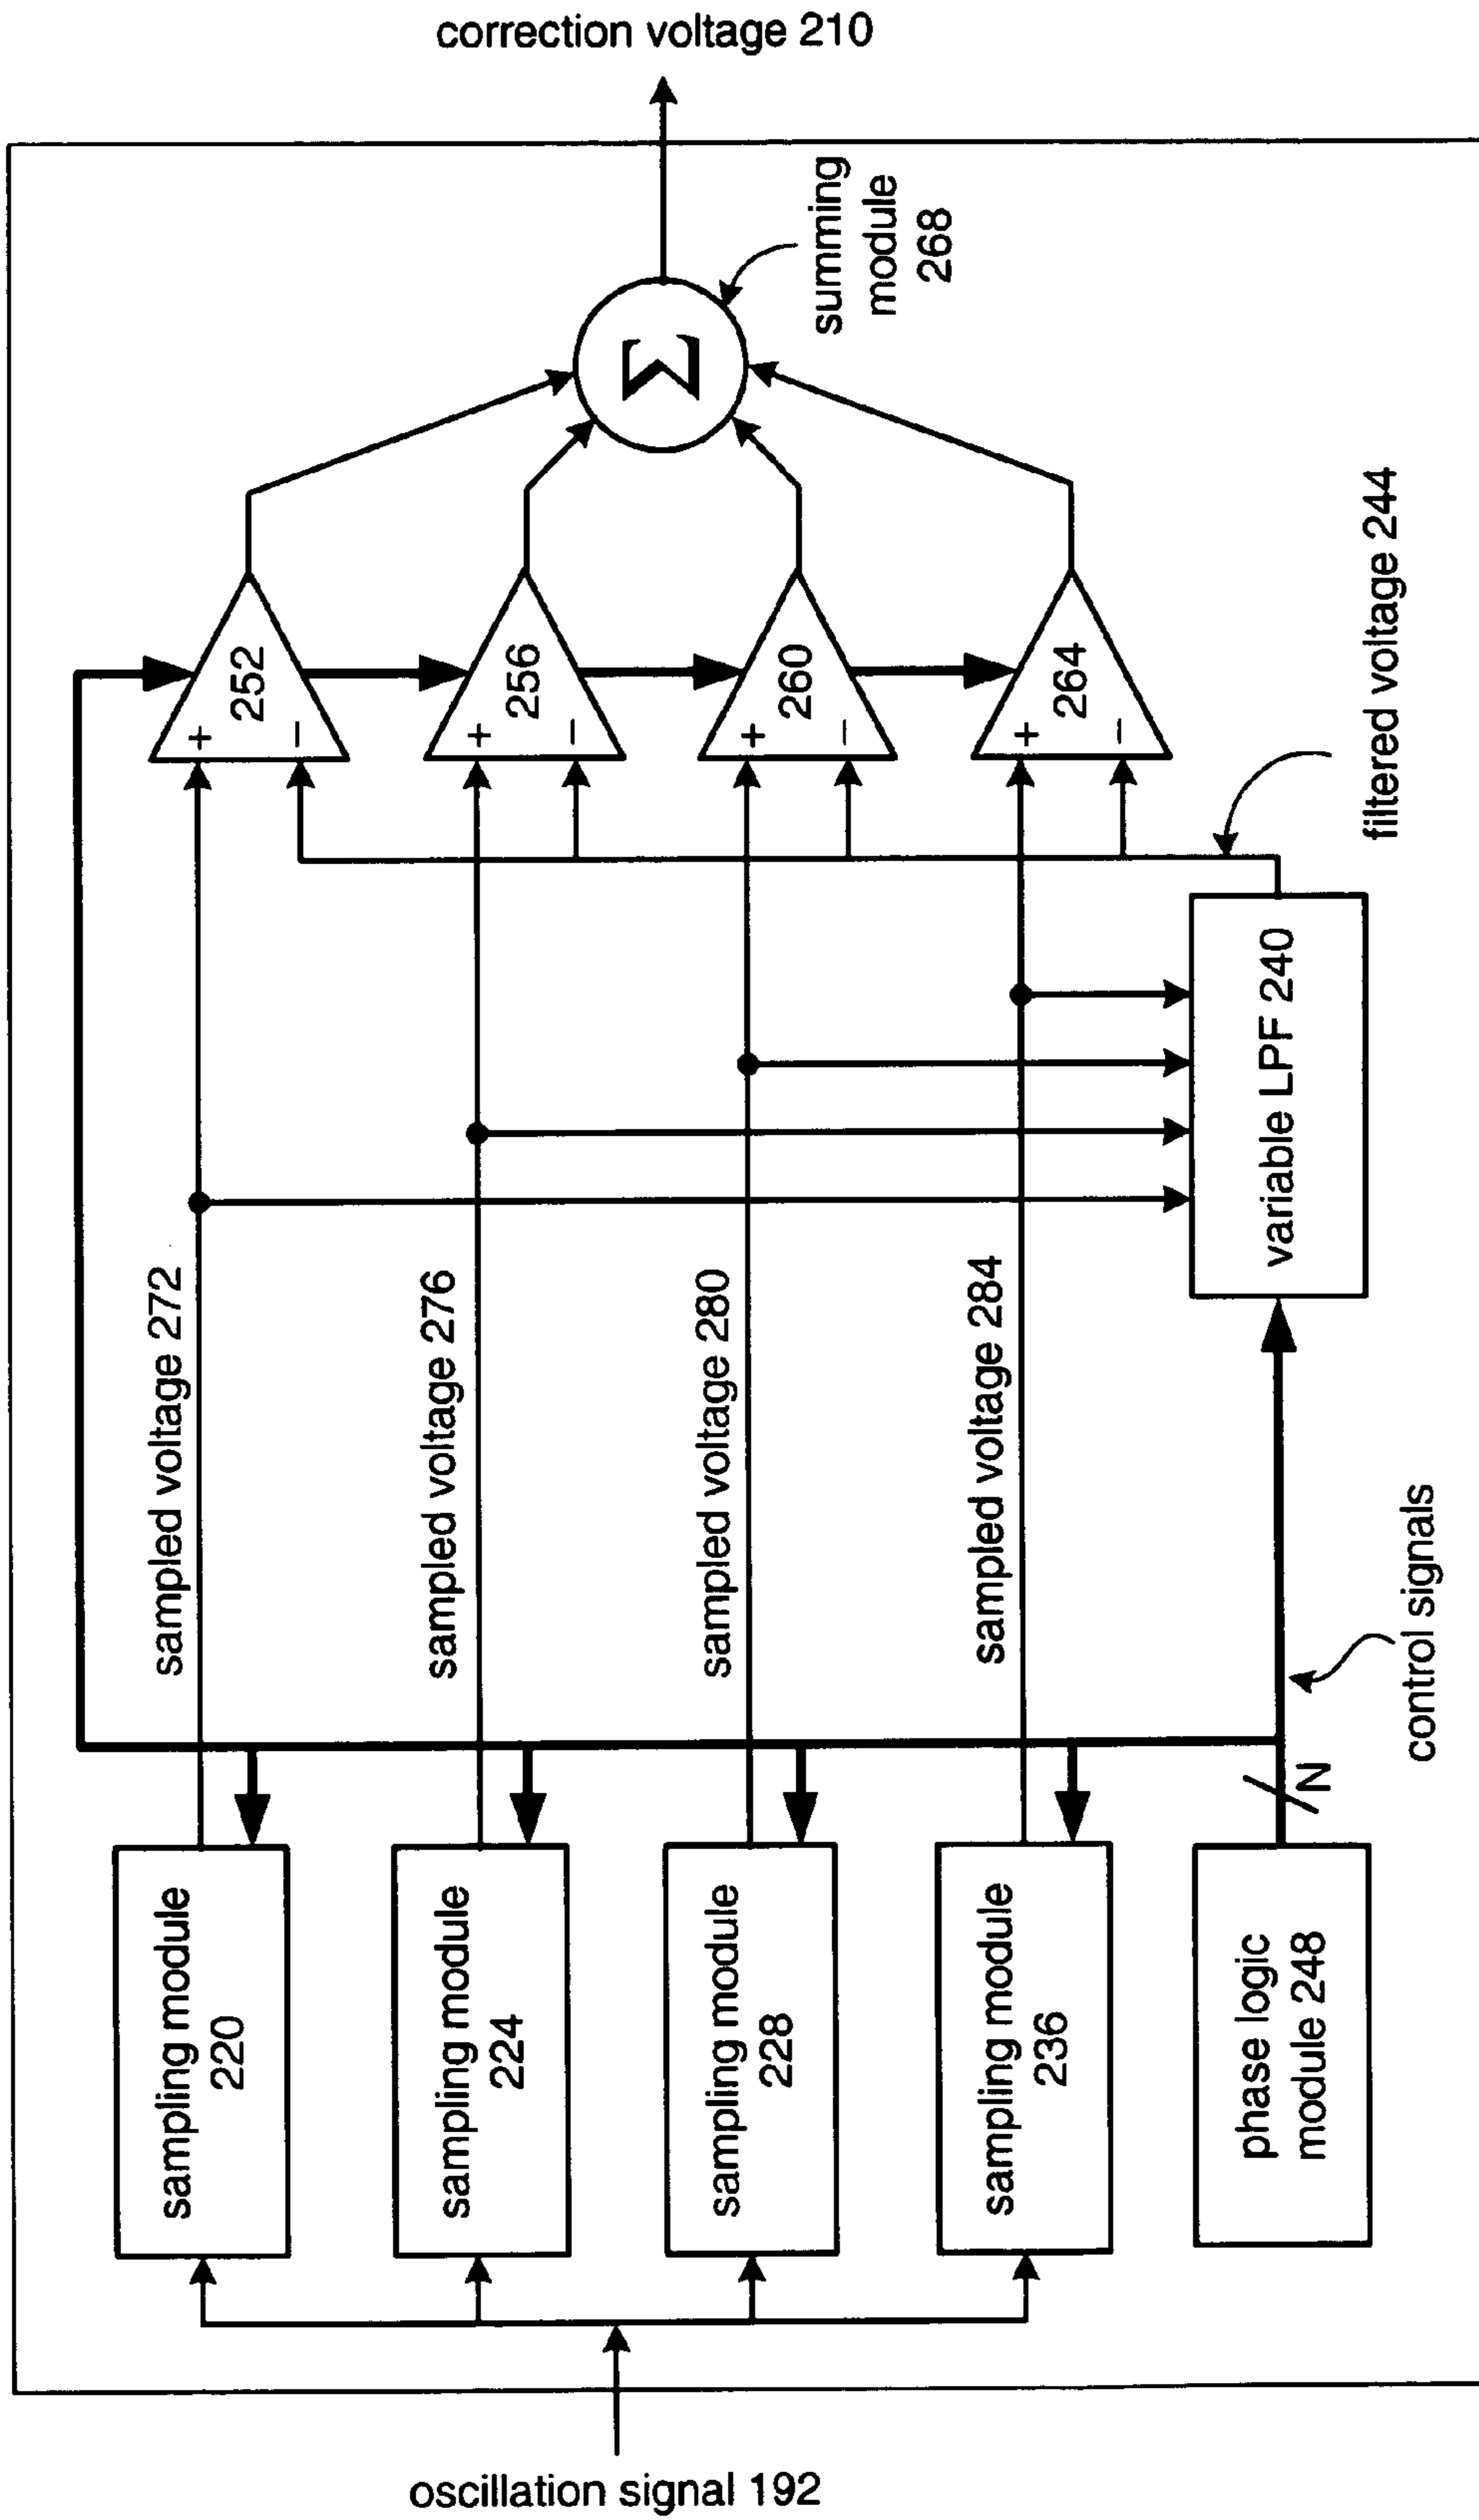 correction voltage 210
summing
module
268
Σ
252
+
−
256
+
−
260
+
−
264
+
−
filtered voltage 244
variable LPF 240
sampled voltage 272
sampled voltage 276
sampled voltage 280
sampled voltage 284
control signals
N
sampling module
220
sampling module
224
sampling module
228
sampling module
236
phase logic
module 248
oscillation signal 192